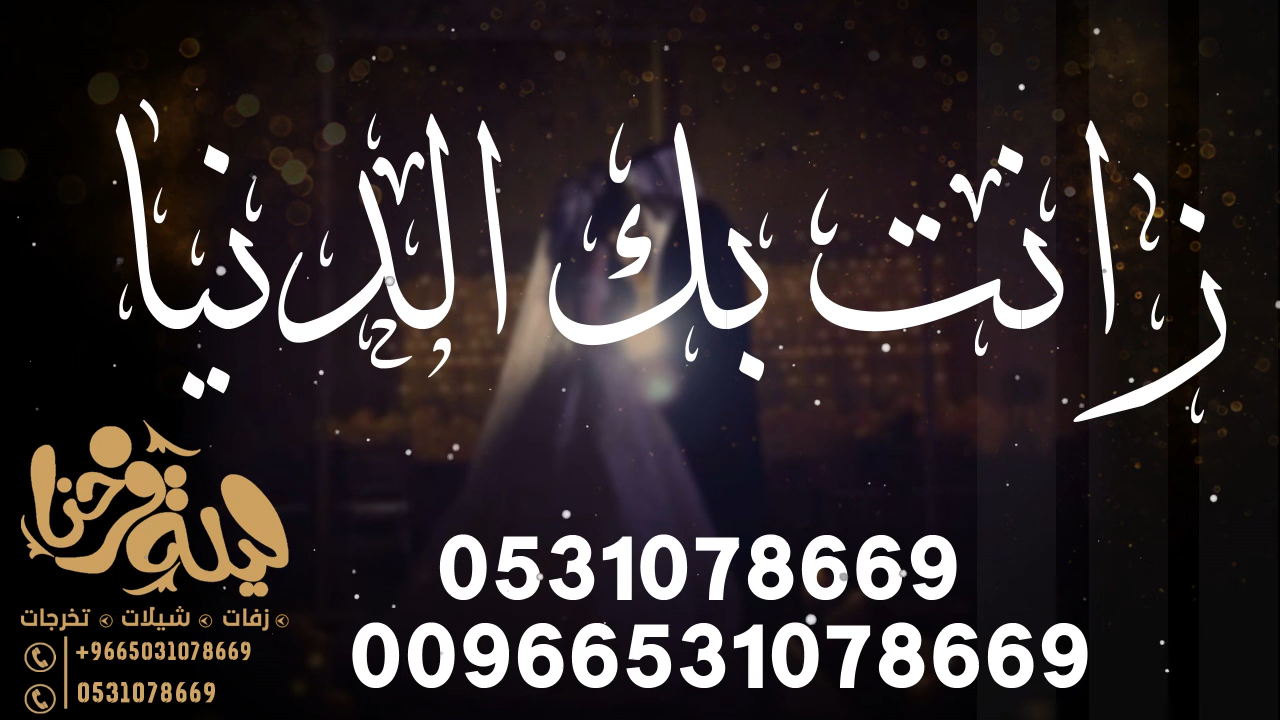 زانت بك الدنيا
0531078669
00966531078669
ليلة فرحنا
زفات شيلات تخرجات
+9665031078669
0531078669